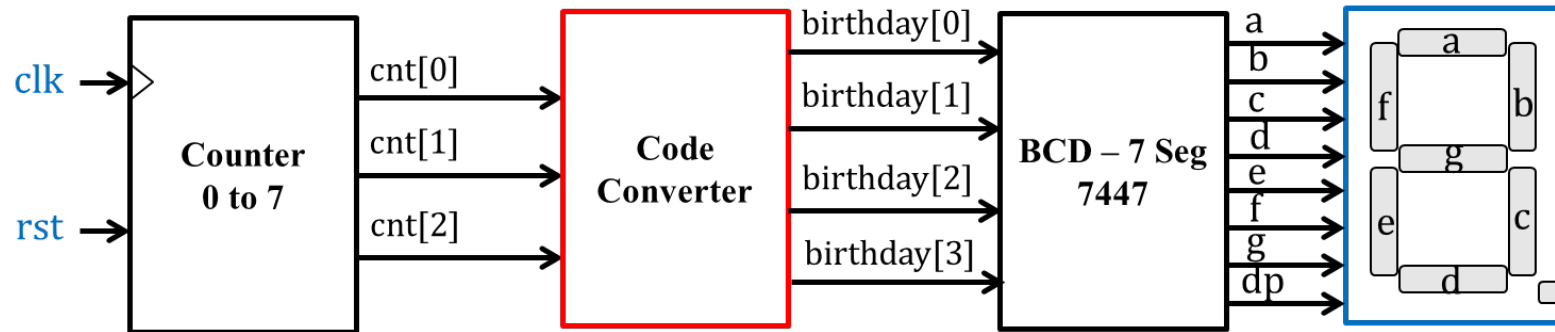 clk
rst
Counter
0 to 7
cnt[0]
cnt[1]
cnt[2]
Code
Converter
birthday[0]
birthday[1]
birthday[2]
birthday[3]
BCD – 7 Seg
7447
a
b
c
d
e
f
g
dp
a
f
b
g
e
c
d